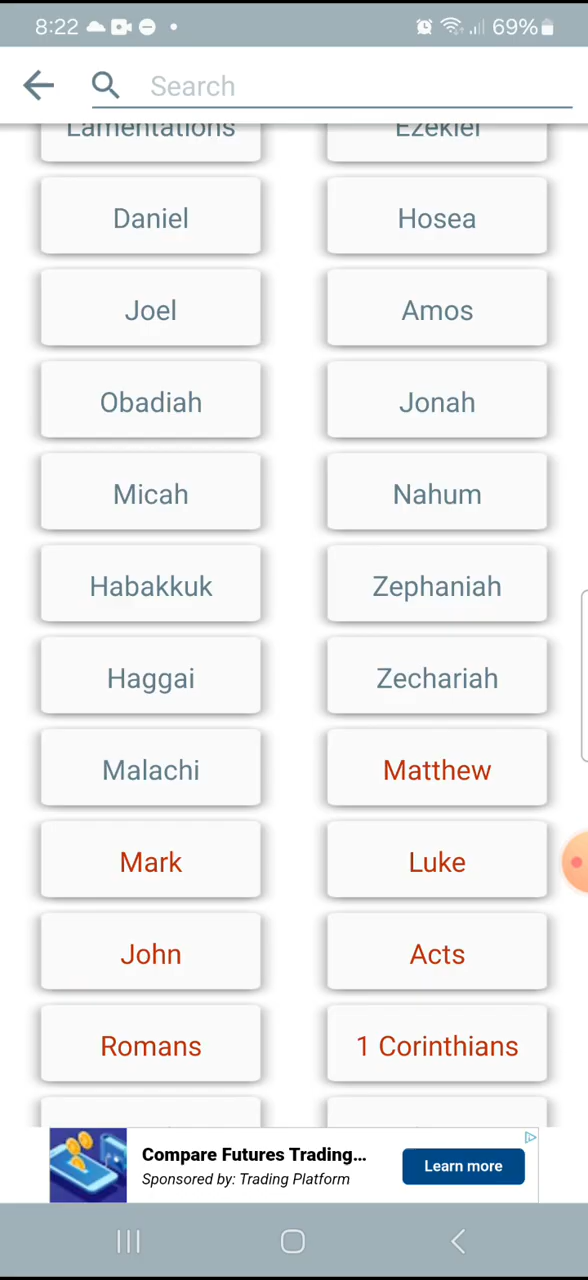 8:22
69%
Search
Lamentations
Ezekiel
Daniel
Hosea
Joel
Amos
Obadiah
Jonah
Micah
Nahum
Habakkuk
Zephaniah
Haggai
Zechariah
Malachi
Matthew
Mark
Luke
John
Acts
Romans
1 Corinthians
Compare Futures Trading...
Sponsored by: Trading Platform
Learn more